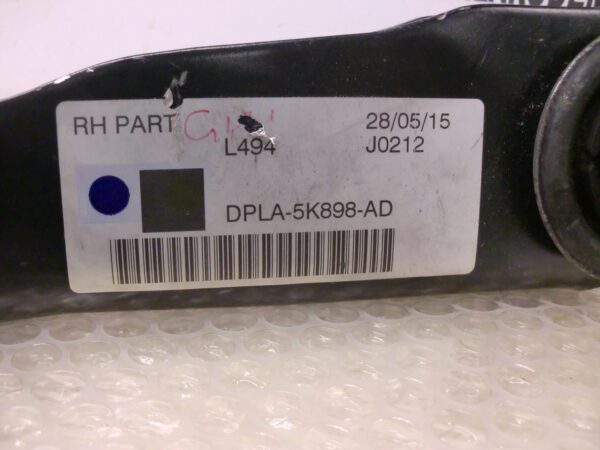 RH PART
28/05/15
L494
J0212
DPLA-5K898-AD